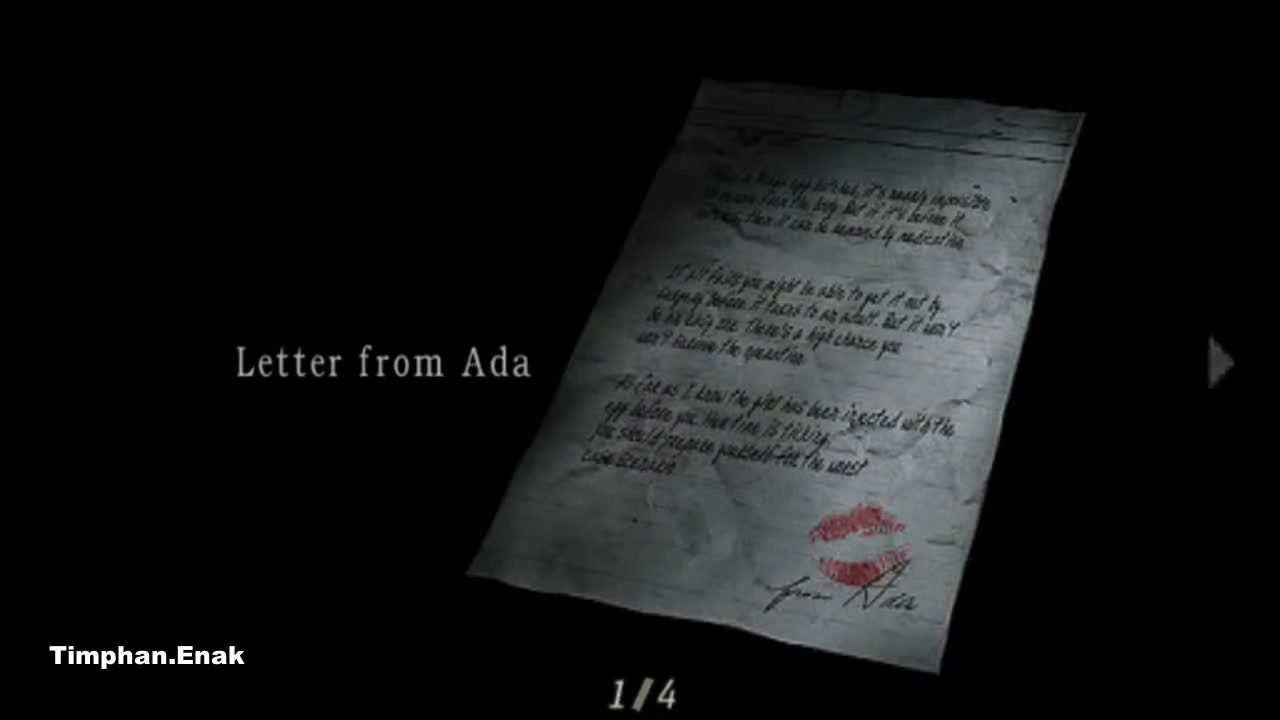 Letter from Ada
egg hatches, it's nearly impossible
to remove from the body. But if it's before it
hatches, then it can be removed by medication.
If all fails you might be able to get it out by
surgery before it turns to an adult. But it won't
be an easy one. There's a high chance you
won't survive the operation.
As far as I know the girl has been injected with the
egg before you. Her time is ticking.
You should prepare yourself for the worst
case scenario.
from Ada
Timphan.Enak
1/4